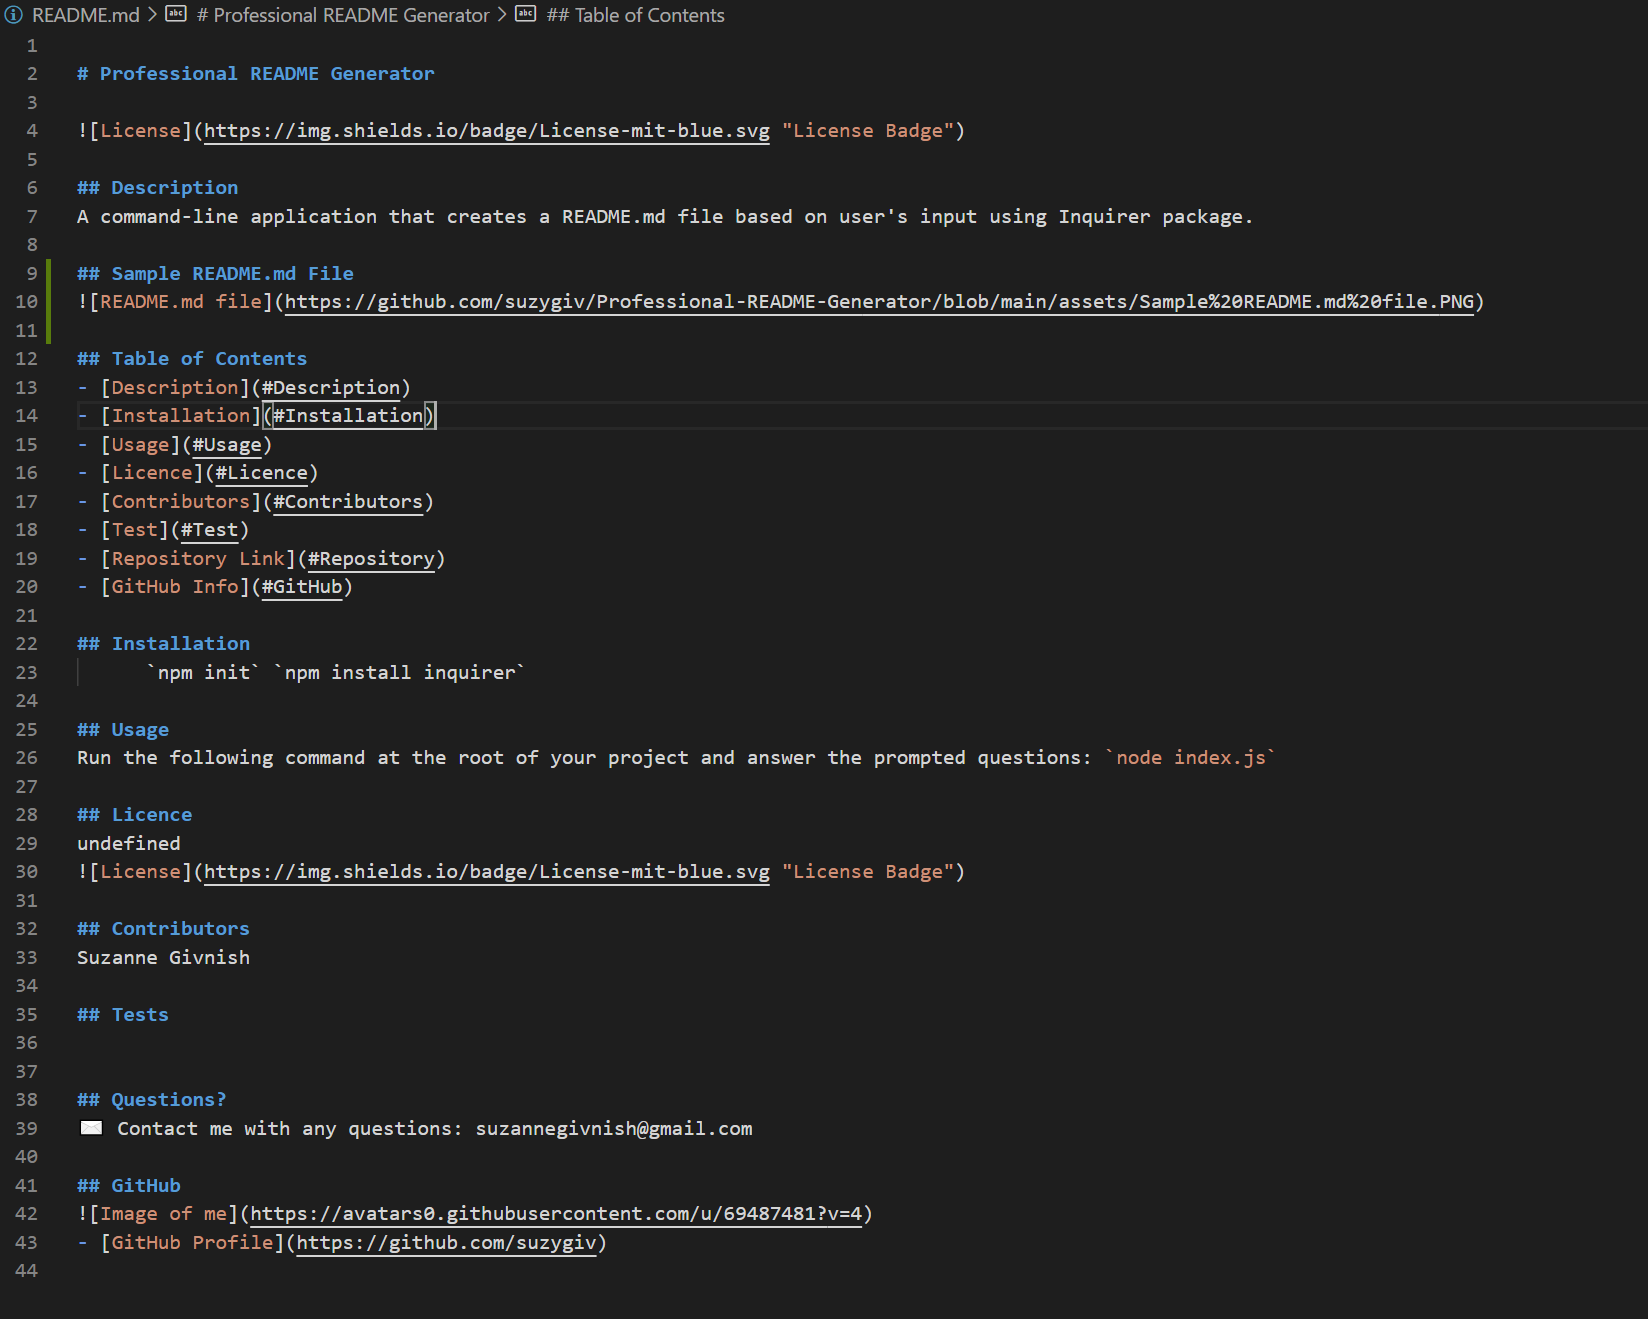 README.md > # Professional README Generator > ## Table of Contents
1
2 # Professional README Generator
3
4 ![License](https://img.shields.io/badge/License-mit-blue.svg "License Badge")
5
6 ## Description
7 A command-line application that creates a README.md file based on user's input using Inquirer package.
8
9 ## Sample README.md File
10 ![README.md file](https://github.com/suzygiv/Professional-README-Generator/blob/main/assets/Sample%20README.md%20file.PNG)
11
12 ## Table of Contents
13 - [Description](#Description)
14 - [Installation](#Installation)
15 - [Usage](#Usage)
16 - [Licence](#Licence)
17 - [Contributors](#Contributors)
18 - [Test](#Test)
19 - [Repository Link](#Repository)
20 - [GitHub Info](#GitHub)
21
22 ## Installation
23 `npm init` `npm install inquirer`
24
25 ## Usage
26 Run the following command at the root of your project and answer the prompted questions: `node index.js`
27
28 ## Licence
29 undefined
30 ![License](https://img.shields.io/badge/License-mit-blue.svg "License Badge")
31
32 ## Contributors
33 Suzanne Givnish
34
35 ## Tests
36
37
38 ## Questions?
39 ✉️ Contact me with any questions: suzannegivnish@gmail.com
40
41 ## GitHub
42 ![Image of me](https://avatars0.githubusercontent.com/u/69487481?v=4)
43 - [GitHub Profile](https://github.com/suzygiv)
44